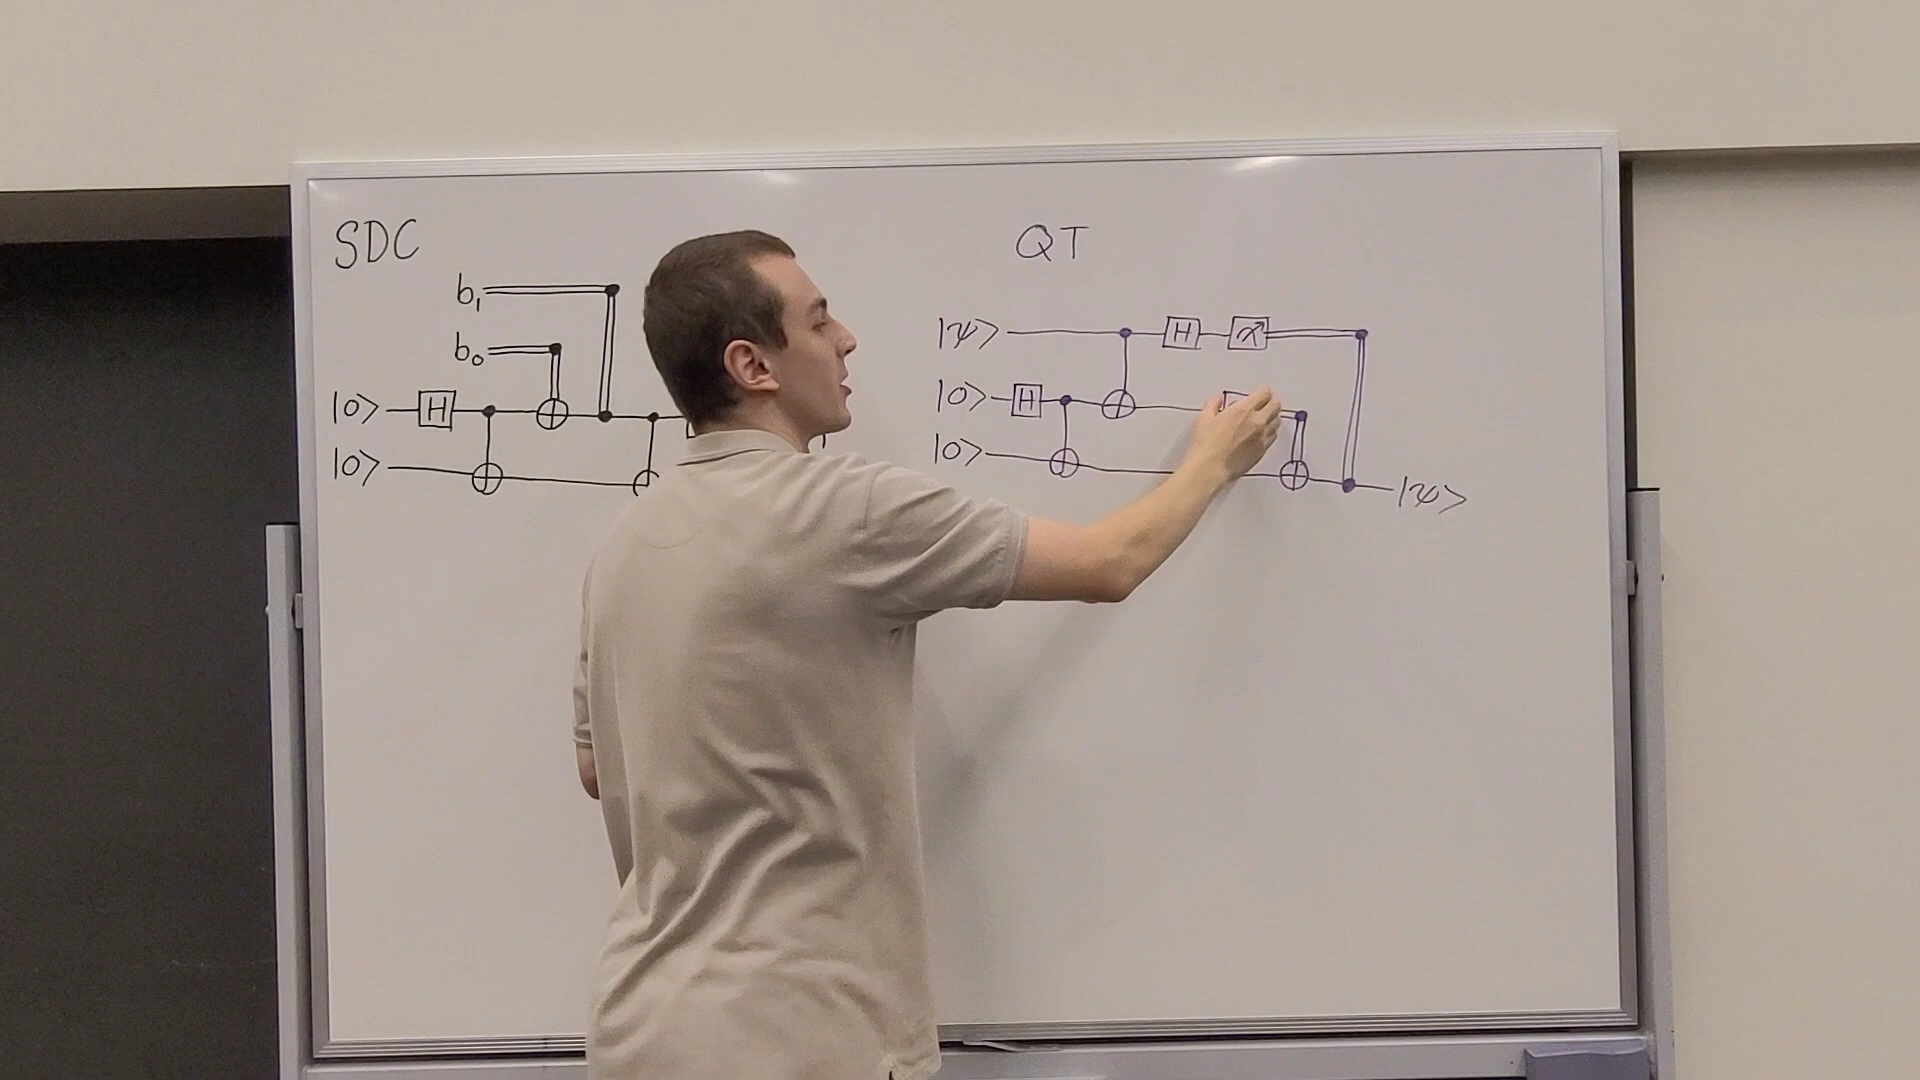 SDC
b₁
b₀
|0> H
|0>
QT
|ψ> H
|0> H
|0> |ψ>